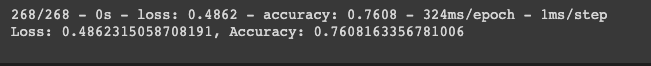 268/268 - 0s - loss: 0.4862 - accuracy: 0.7608 - 324ms/epoch - 1ms/step
Loss: 0.4862315058708191, Accuracy: 0.7608163356781006